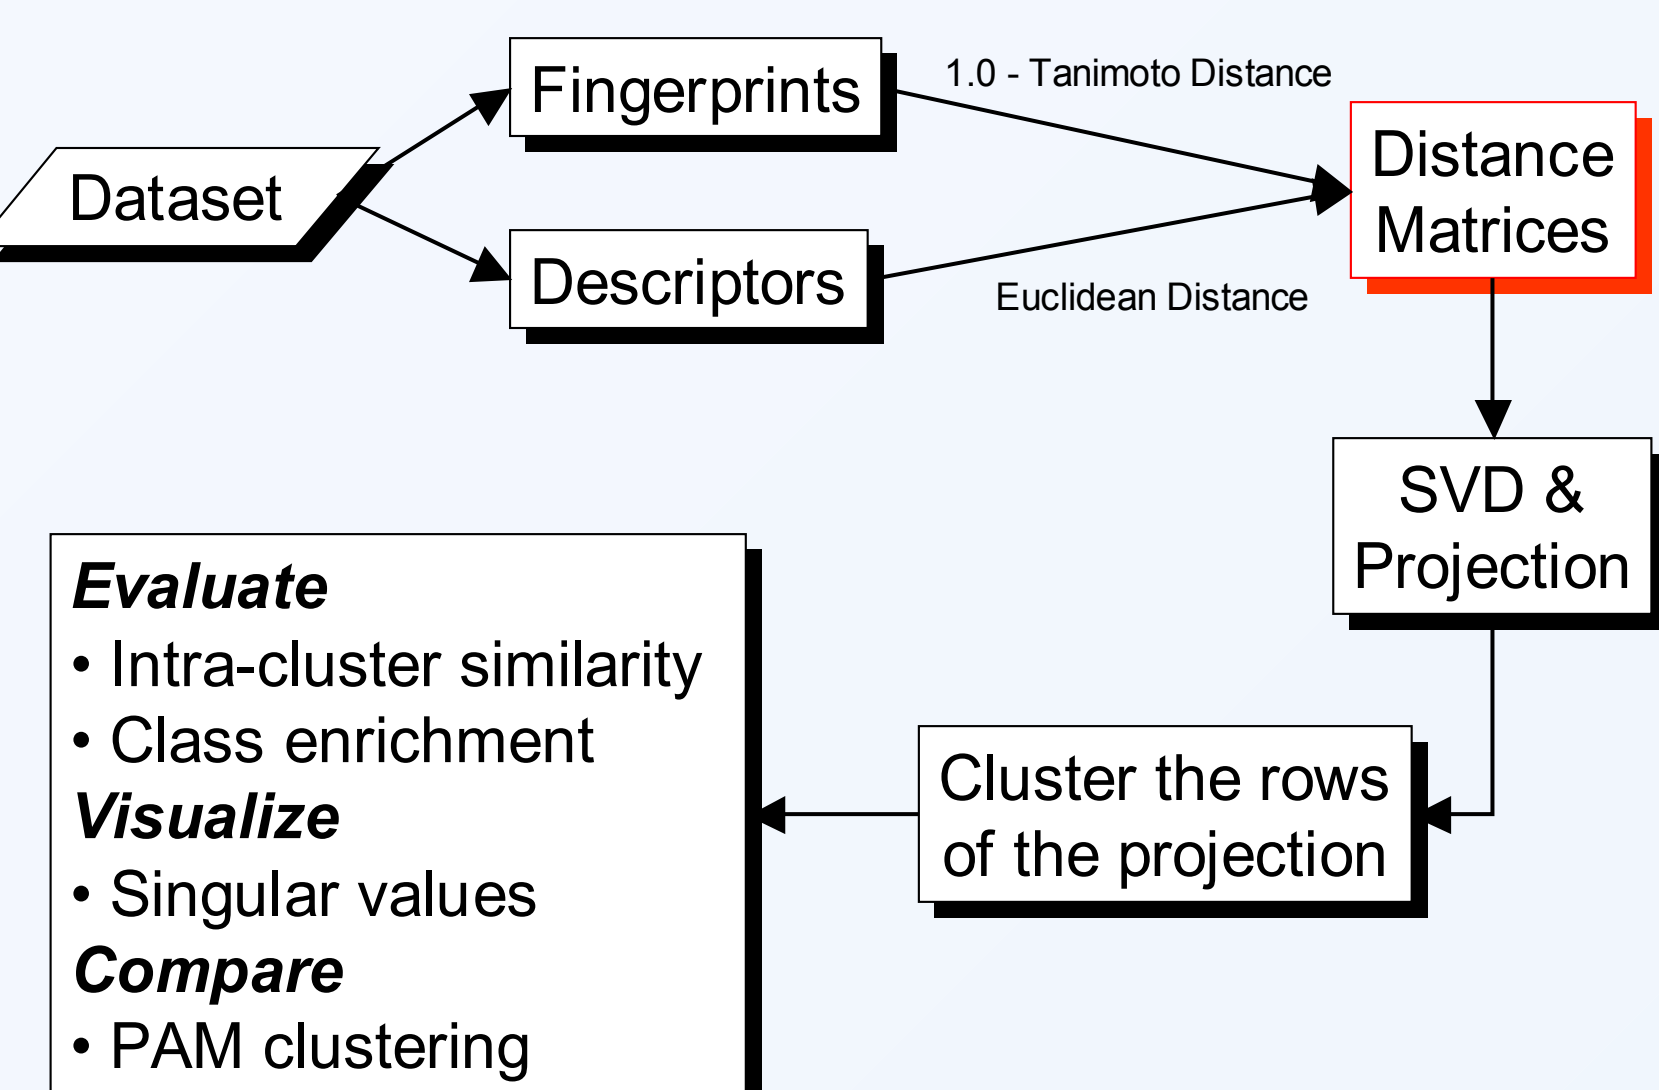 Fingerprints
1.0 - Tanimoto Distance
Dataset
Distance
Matrices
Descriptors
Euclidean Distance
SVD &
Projection
Cluster the rows
of the projection
Evaluate
• Intra-cluster similarity
• Class enrichment
Visualize
• Singular values
Compare
• PAM clustering